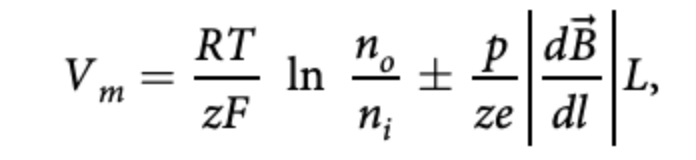 $$V_m = \frac{RT}{zF} \ln \frac{n_o}{n_i} \pm \frac{p}{ze} \left| \frac{d\vec{B}}{dl} \right| L,$$